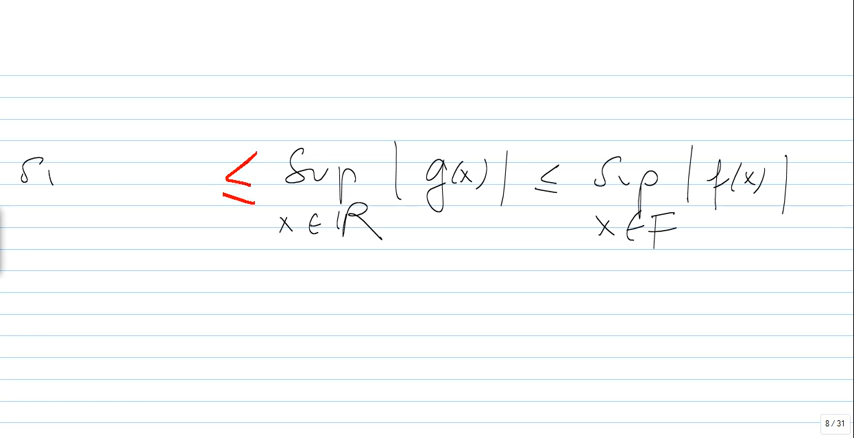 ≤ Sup | g(x) | ≤ Sup | f(x) |
x ∈ ℝ x ∈ F
8 / 31